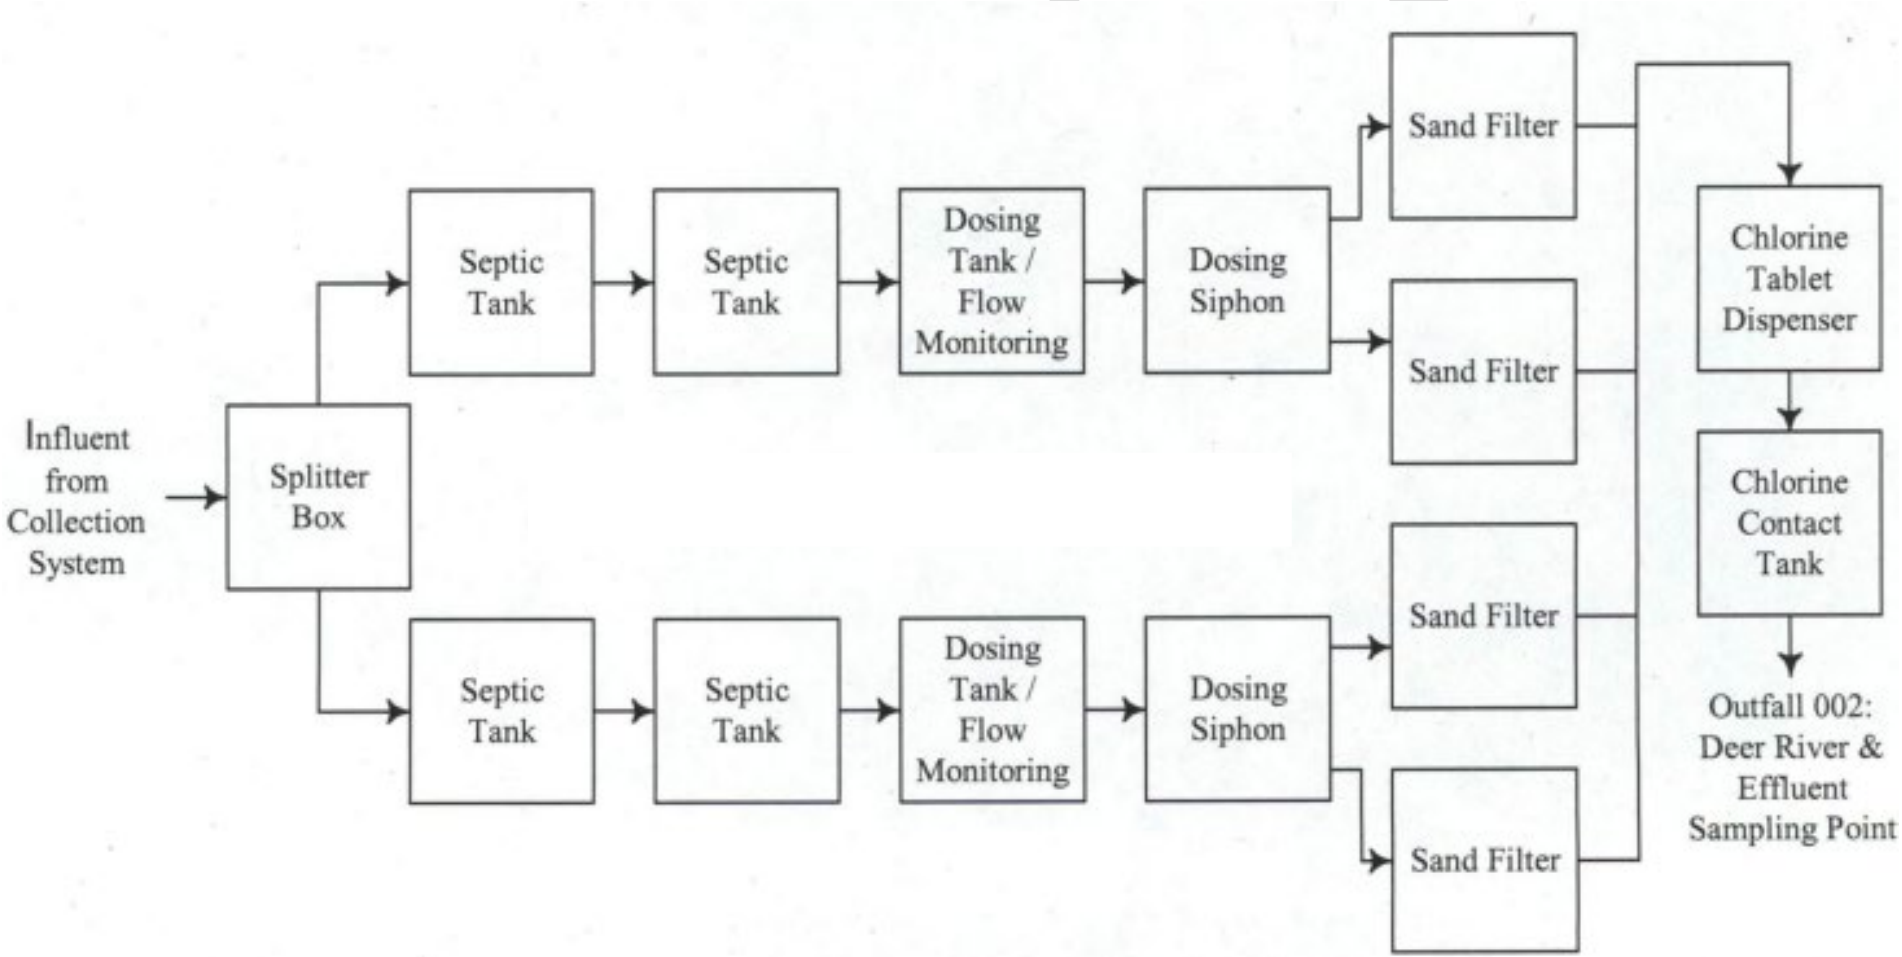 Influent
from
Collection
System
Splitter
Box
Septic
Tank
Septic
Tank
Dosing
Tank /
Flow
Monitoring
Dosing
Siphon
Sand Filter
Sand Filter
Septic
Tank
Septic
Tank
Dosing
Tank /
Flow
Monitoring
Dosing
Siphon
Sand Filter
Sand Filter
Chlorine
Tablet
Dispenser
Chlorine
Contact
Tank
Outfall 002:
Deer River &
Effluent
Sampling Point